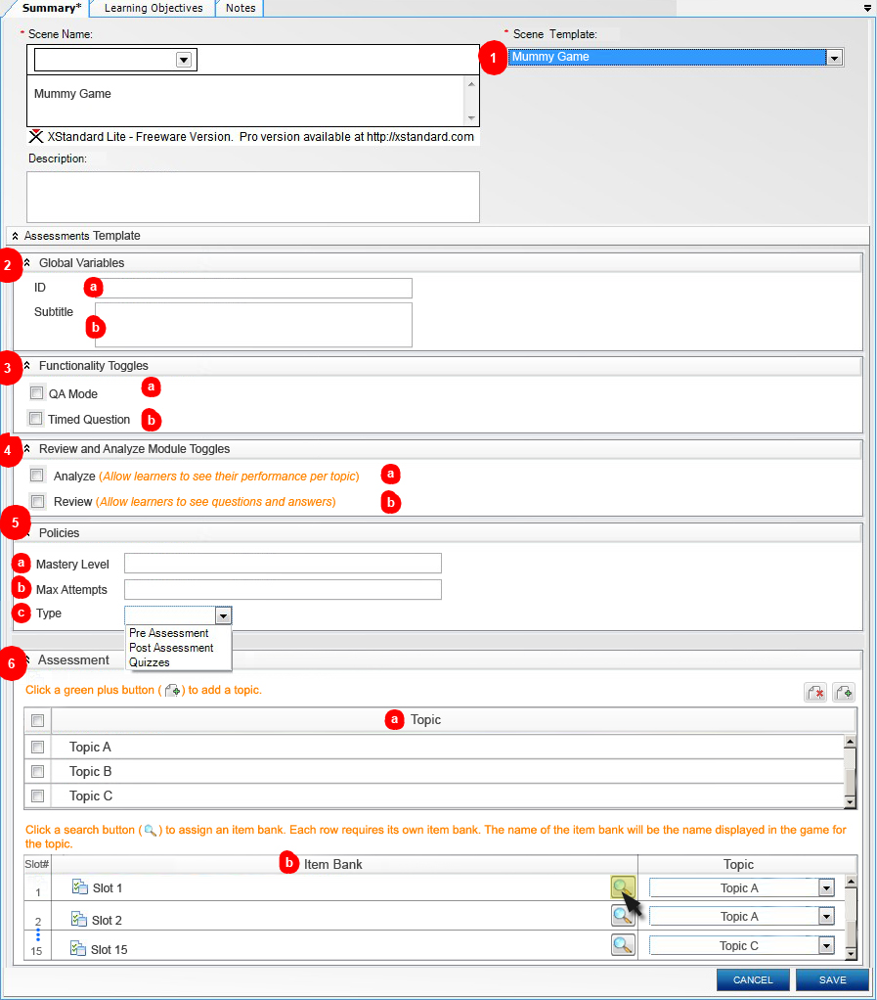 Summary* Learning Objectives Notes
* Scene Name: * Scene Template:
1 Mummy Game
Mummy Game
XStandard Lite - Freeware Version. Pro version available at http://xstandard.com
Description:
Assessments Template
2 Global Variables
ID a
Subtitle b
3 Functionality Toggles
QA Mode a
Timed Question b
4 Review and Analyze Module Toggles
Analyze (Allow learners to see their performance per topic) a
Review (Allow learners to see questions and answers) b
5 Policies
a Mastery Level
b Max Attempts
c Type
Pre Assessment
Post Assessment
Quizzes
6 Assessment
Click a green plus button ( ) to add a topic.
a Topic
Topic A
Topic B
Topic C
Click a search button ( ) to assign an item bank. Each row requires its own item bank. The name of the item bank will be the name displayed in the game for
the topic.
Slot# b Item Bank Topic
1 Slot 1 Topic A
2 Slot 2 Topic A
15 Slot 15 Topic C
CANCEL SAVE